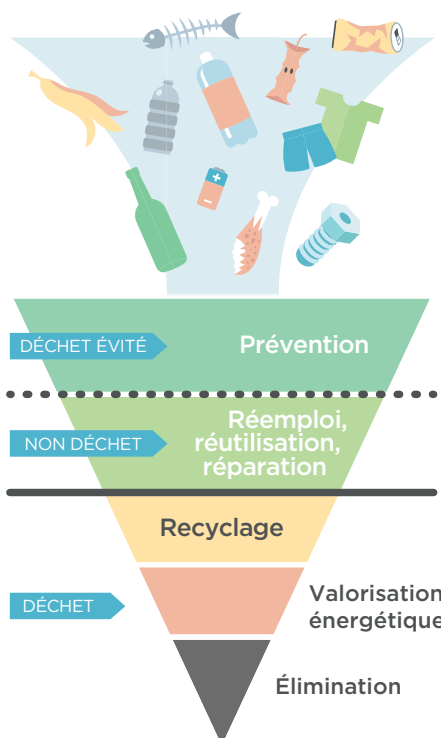 DÉCHET ÉVITÉ
Prévention
NON DÉCHET
Réemploi,
réutilisation,
réparation
Recyclage
DÉCHET
Valorisation
énergétique
Élimination